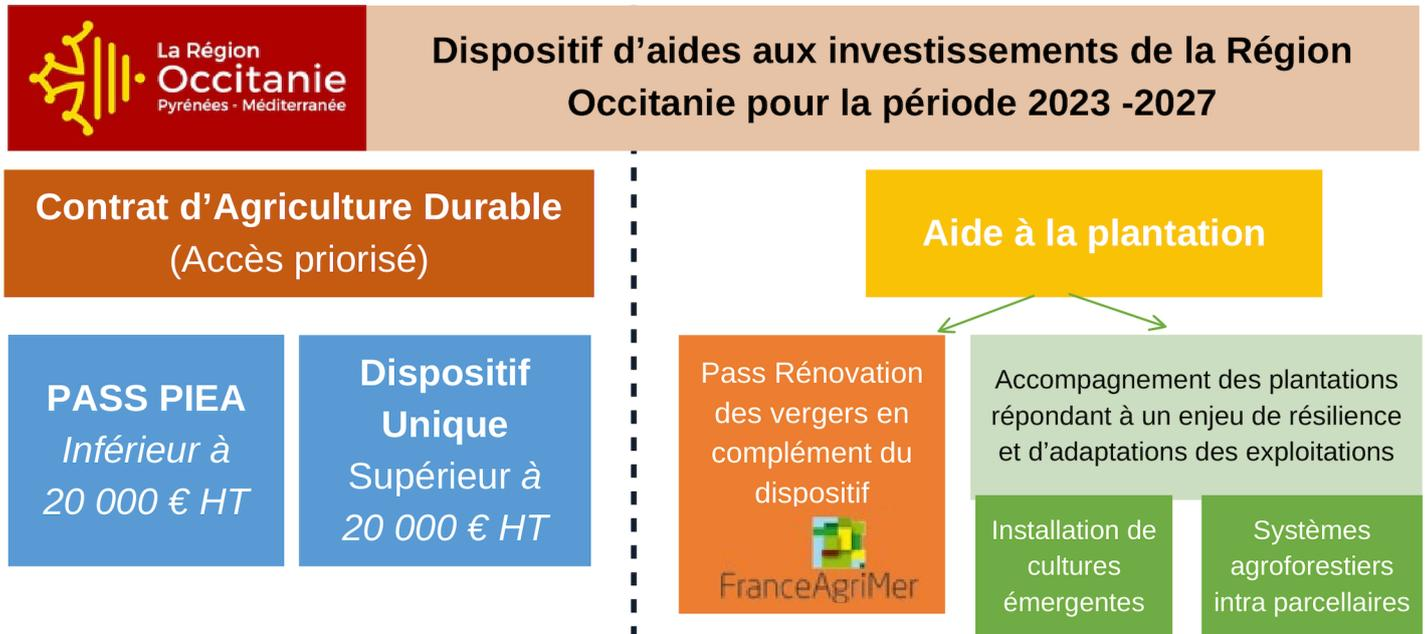 La Région
Occitanie
Pyrénées - Méditerranée
Dispositif d’aides aux investissements de la Région
Occitanie pour la période 2023 -2027
Contrat d’Agriculture Durable
(Accès priorisé)
PASS PIEA
Inférieur à
20 000 € HT
Dispositif
Unique
Supérieur à
20 000 € HT
Aide à la plantation
Pass Rénovation
des vergers en
complément du
dispositif
FranceAgriMer
Accompagnement des plantations
répondant à un enjeu de résilience
et d’adaptations des exploitations
Installation de
cultures
émergentes
Systèmes
agroforestiers
intra parcellaires